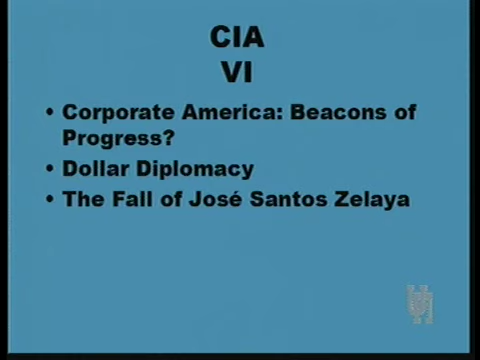 CIA
VI
• Corporate America: Beacons of
Progress?
• Dollar Diplomacy
• The Fall of José Santos Zelaya